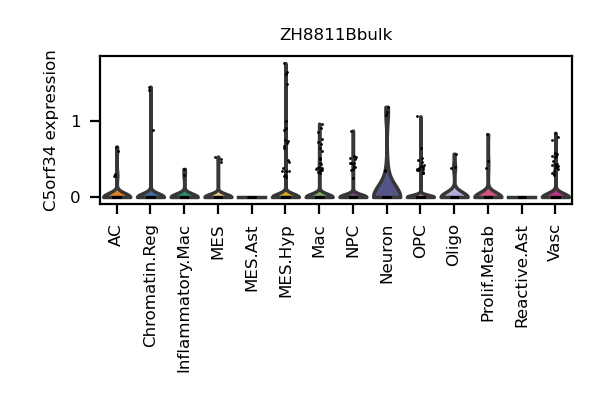 ZH8811Bbulk
C5orf34 expression
1
0
AC
Chromatin.Reg
Inflammatory.Mac
MES
MES.Ast
MES.Hyp
Mac
NPC
Neuron
OPC
Oligo
Prolif.Metab
Reactive.Ast
Vasc